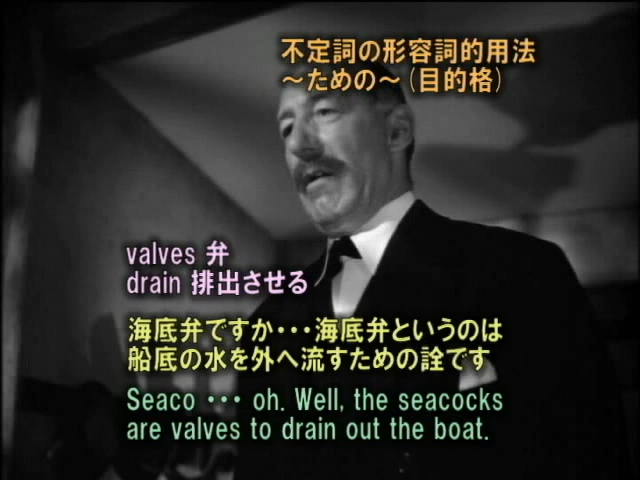 不定詞の形容詞的用法
～ための～(目的格)
valves 弁
drain 排出させる
海底弁ですか･･･海底弁というのは
船底の水を外へ流すための詮です
Seaco ･･･ oh. Well, the seacocks
are valves to drain out the boat.